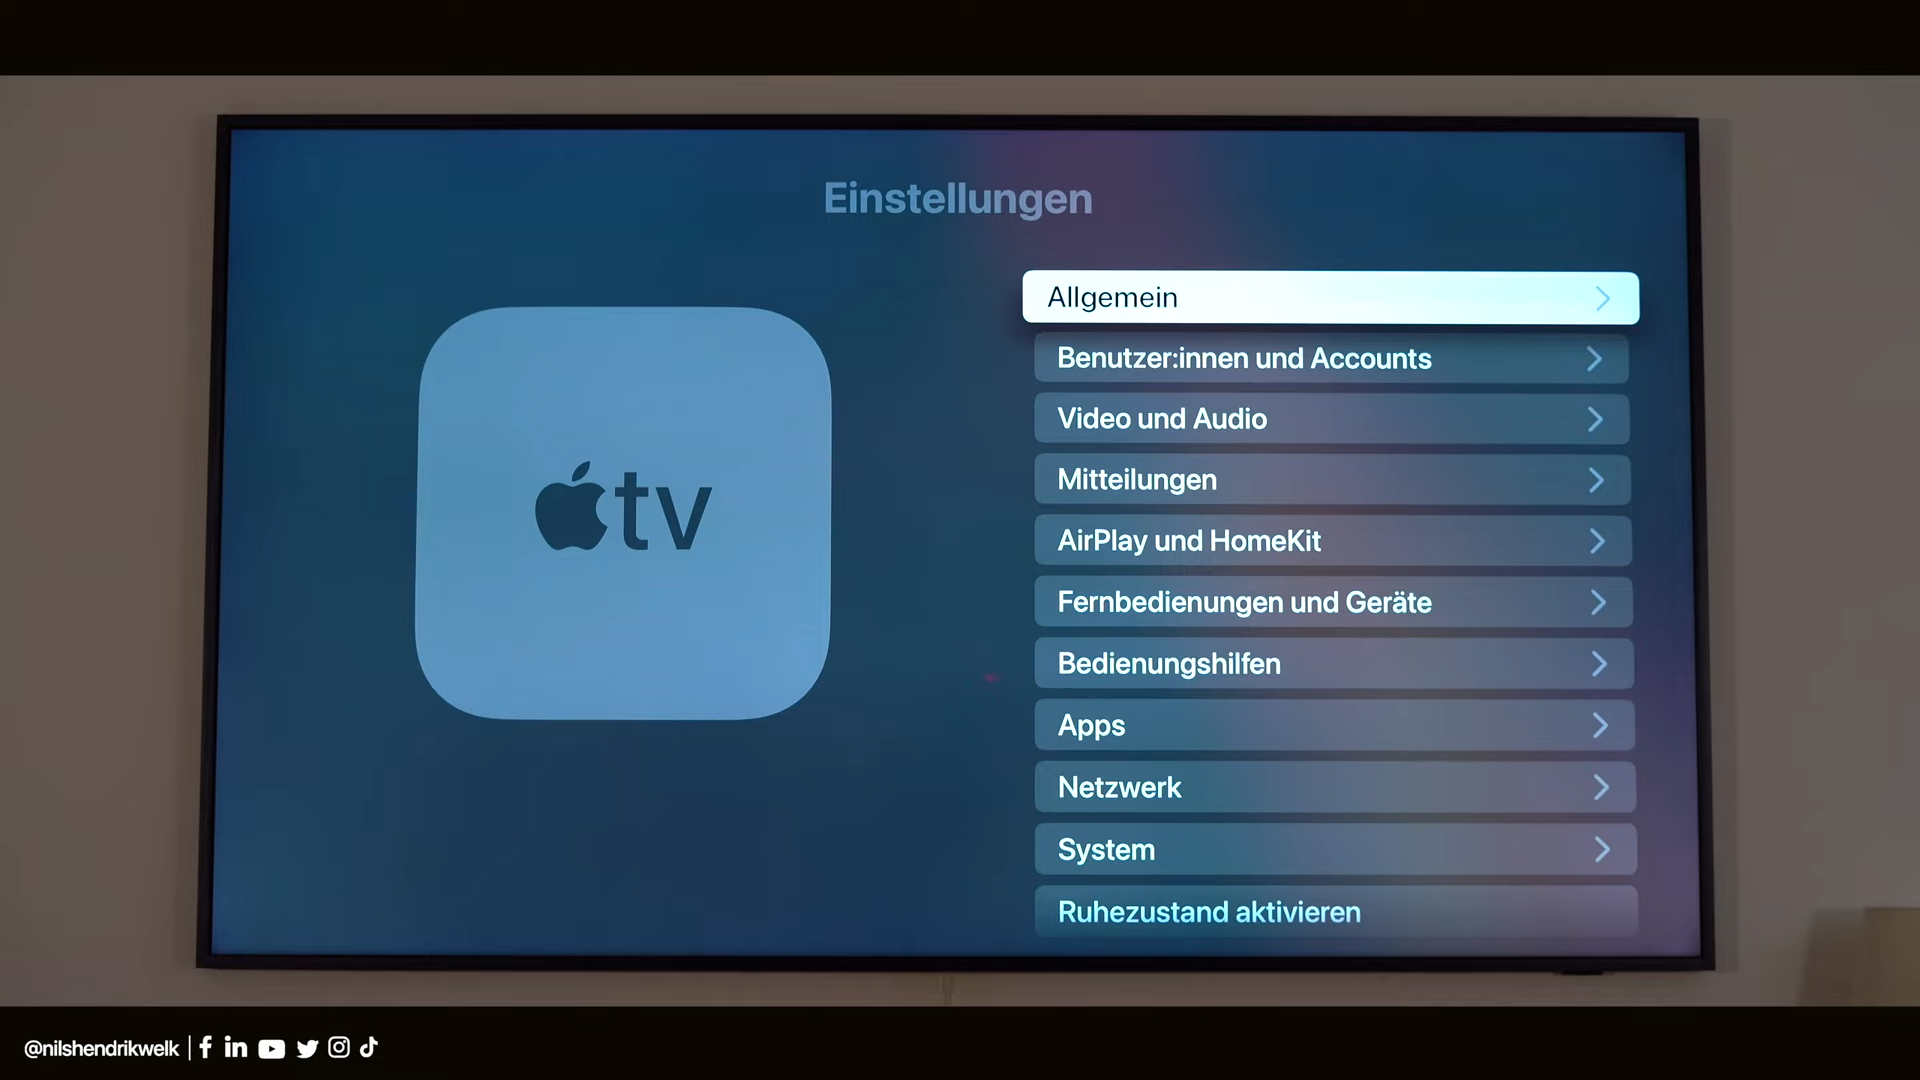 Einstellungen
tv
Allgemein
Benutzer:innen und Accounts
Video und Audio
Mitteilungen
AirPlay und HomeKit
Fernbedienungen und Geräte
Bedienungshilfen
Apps
Netzwerk
System
Ruhezustand aktivieren
@nilshendrikwelk